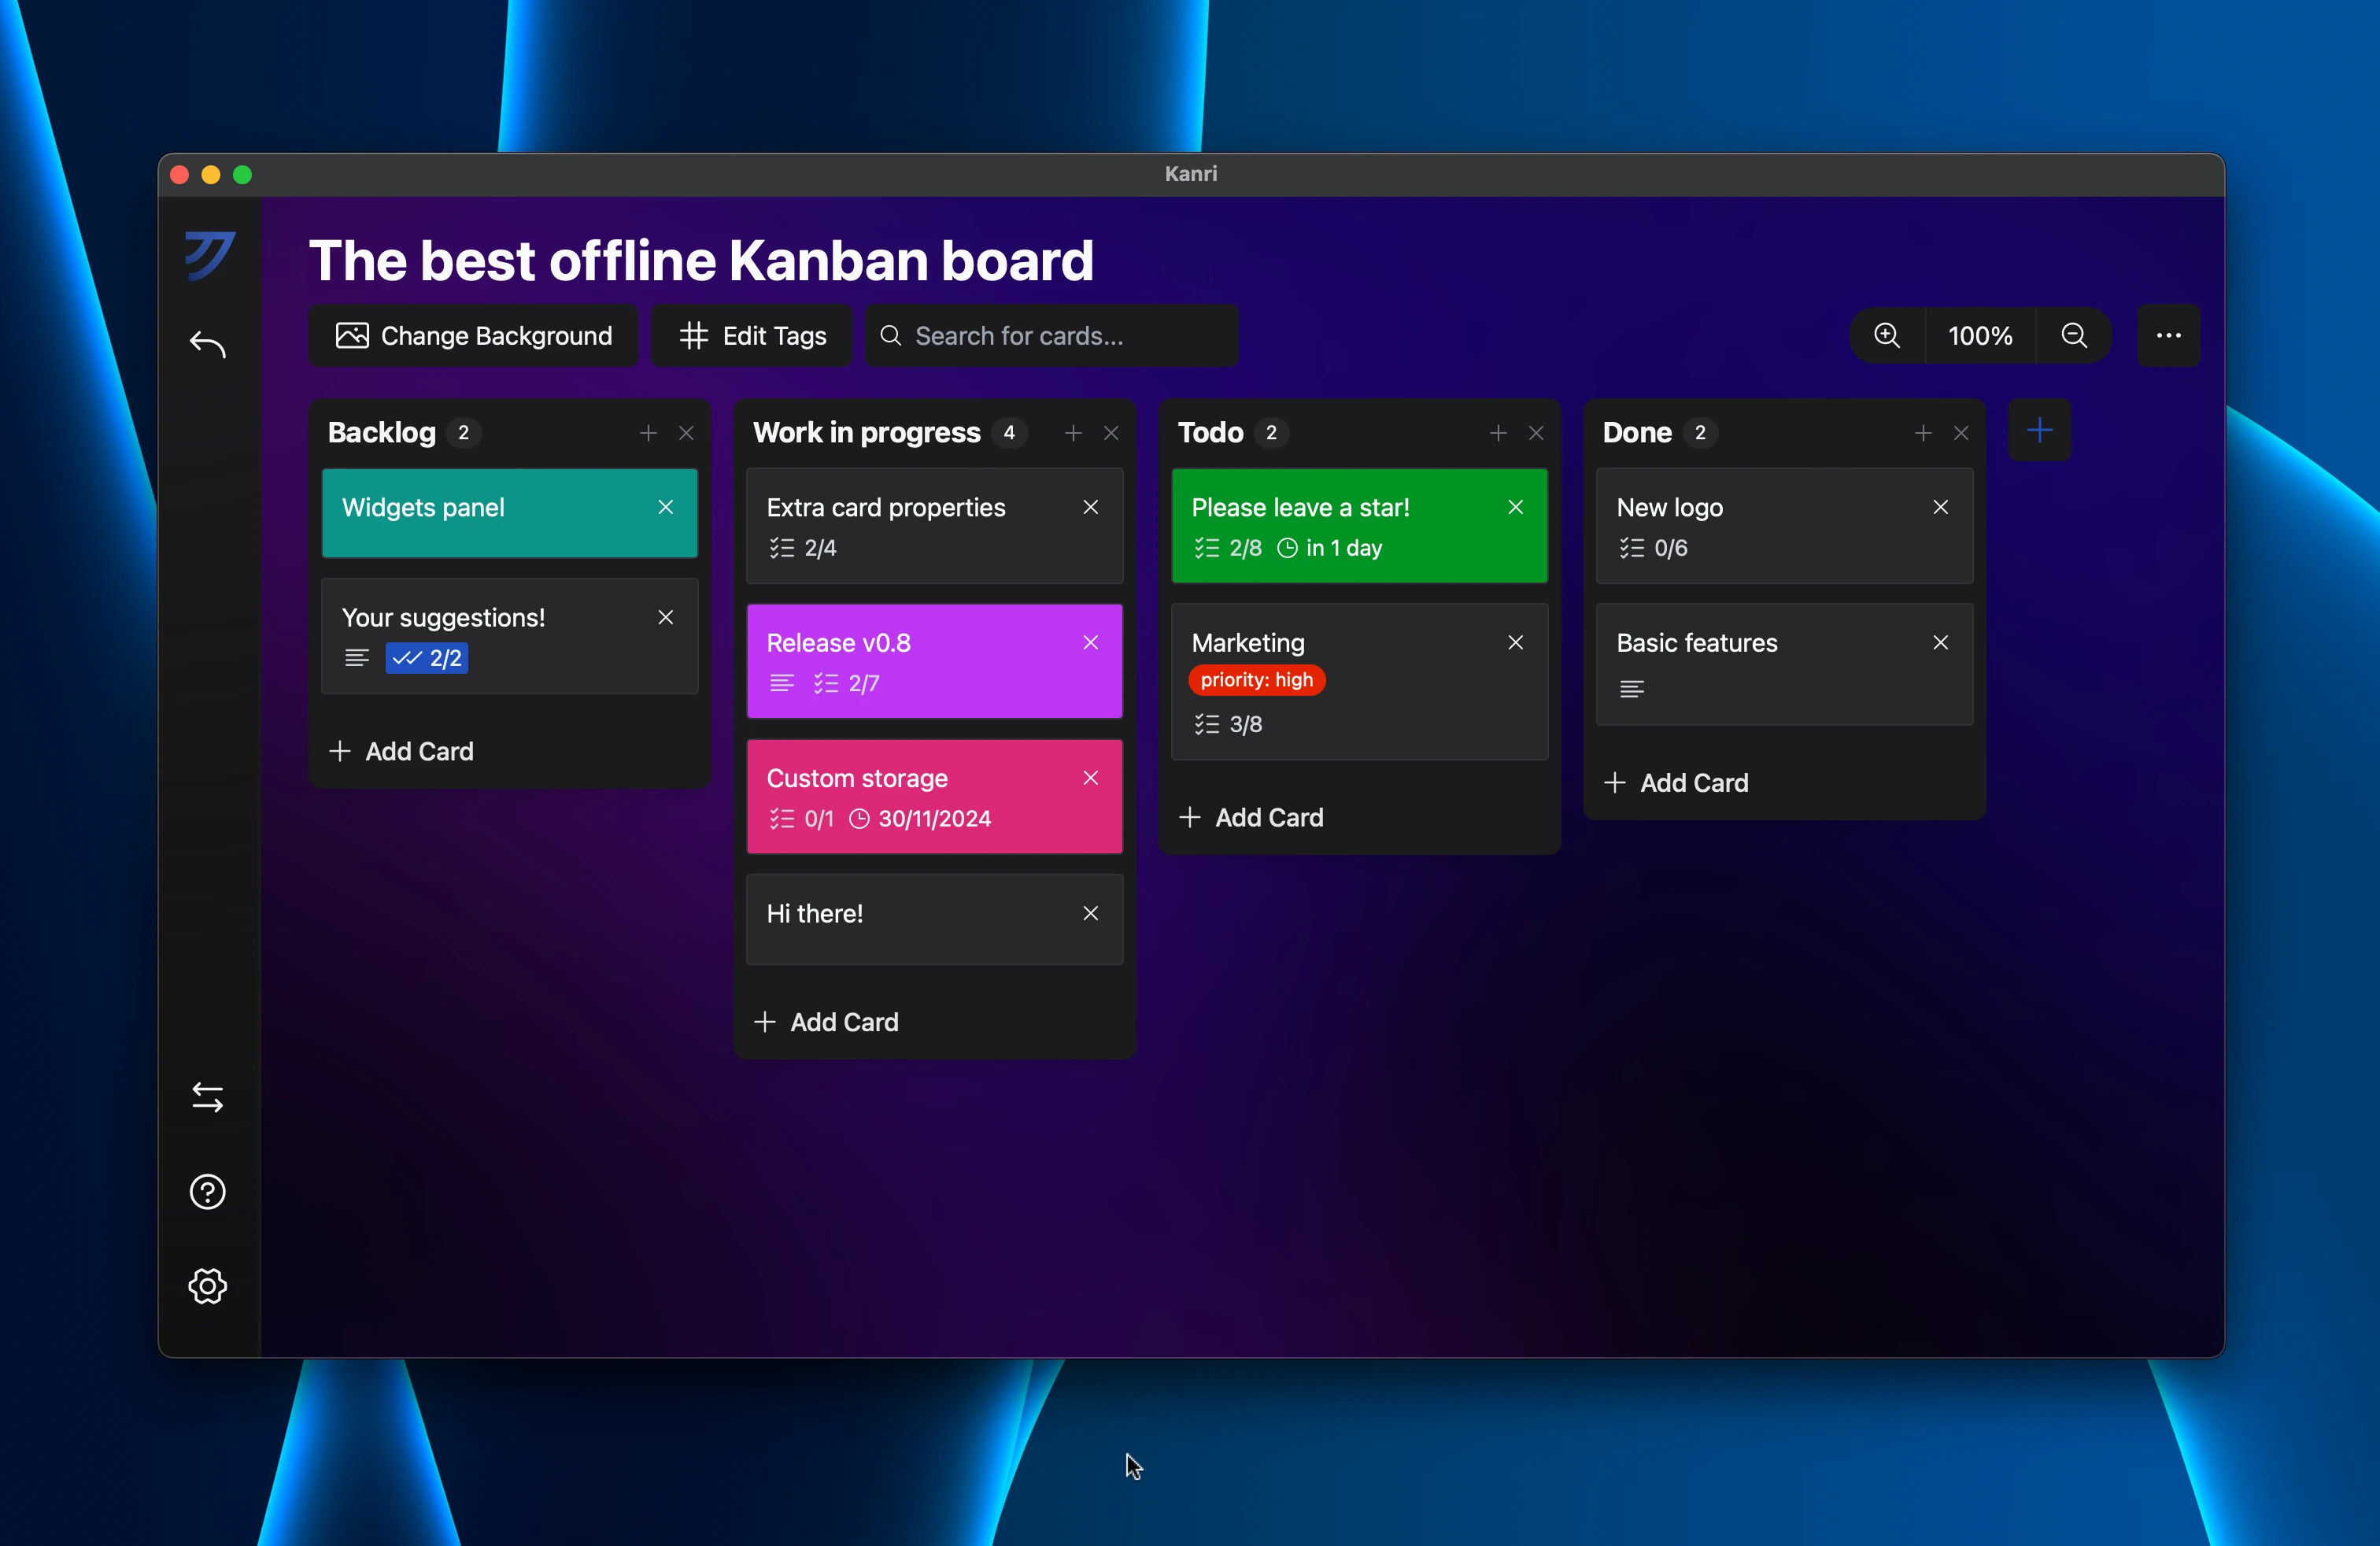 Kanri
The best offline Kanban board
Change Background
Edit Tags
Search for cards...
100%
Backlog 2
Widgets panel
Your suggestions!
2/2
Add Card
Work in progress 4
Extra card properties
2/4
Release v0.8
2/7
Custom storage
0/1 30/11/2024
Hi there!
Add Card
Todo 2
Please leave a star!
2/8 in 1 day
Marketing
priority: high
3/8
Add Card
Done 2
New logo
0/6
Basic features
Add Card